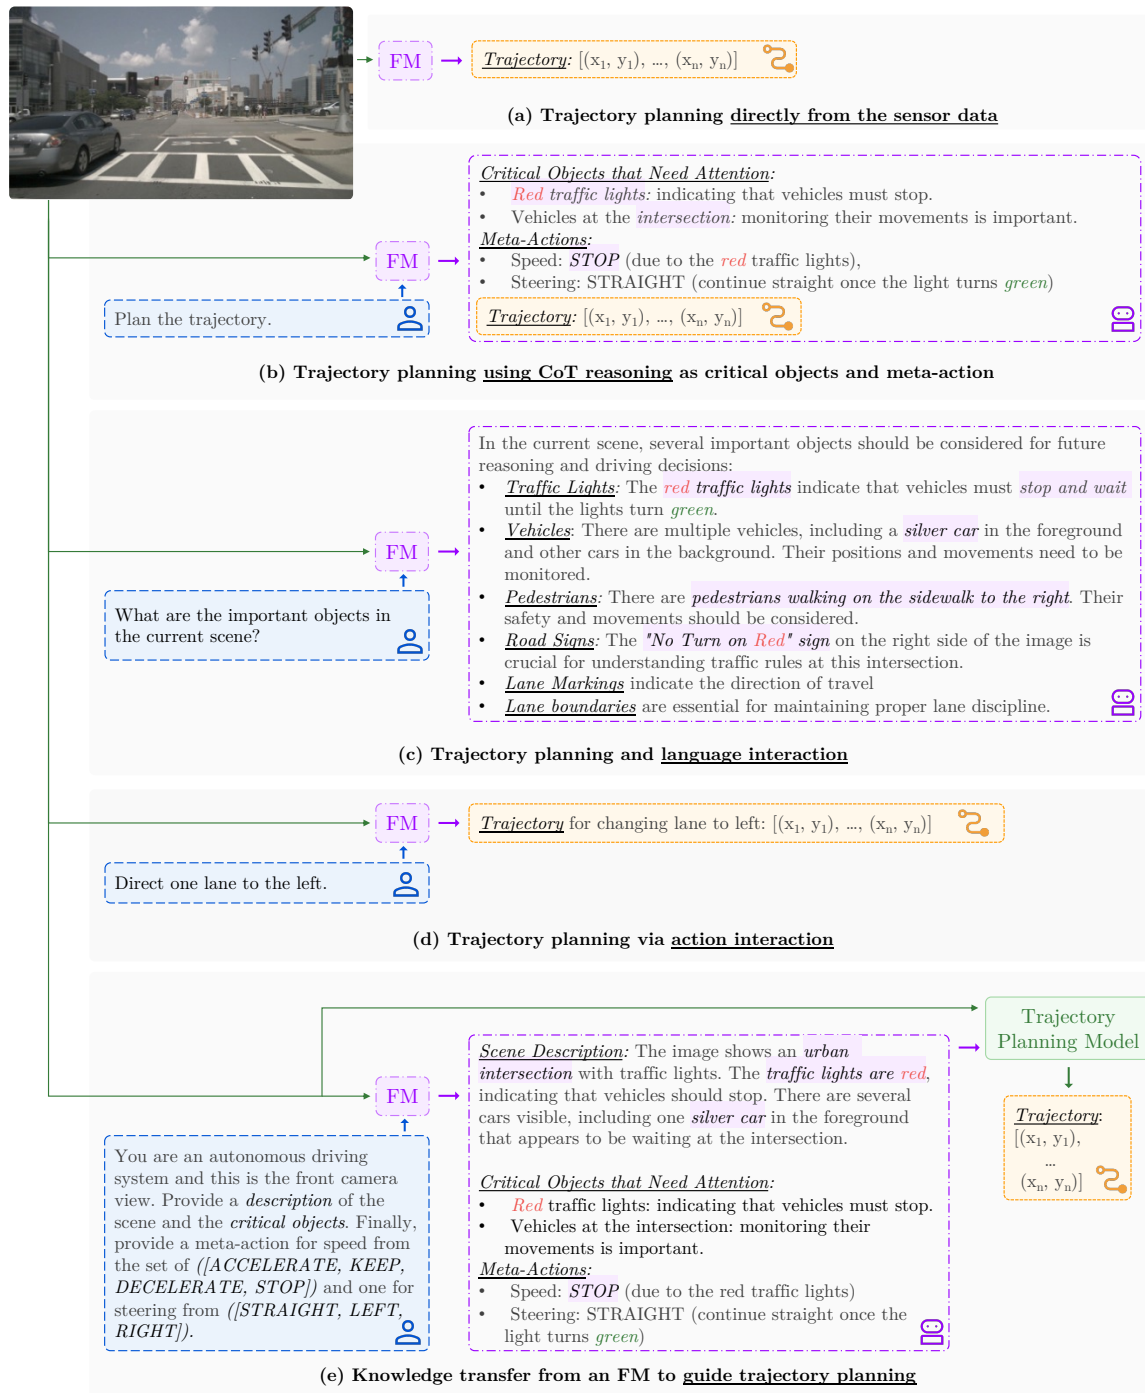 FM
Trajectory: [(x₁, y₁), ..., (xₙ, yₙ)]
(a) Trajectory planning directly from the sensor data
Critical Objects that Need Attention:
• Red traffic lights: indicating that vehicles must stop.
• Vehicles at the intersection: monitoring their movements is important.
Meta-Actions:
• Speed: STOP (due to the red traffic lights),
• Steering: STRAIGHT (continue straight once the light turns green)
Trajectory: [(x₁, y₁), ..., (xₙ, yₙ)]
FM
Plan the trajectory.
(b) Trajectory planning using CoT reasoning as critical objects and meta-action
In the current scene, several important objects should be considered for future
reasoning and driving decisions:
• Traffic Lights: The red traffic lights indicate that vehicles must stop and wait
until the lights turn green.
• Vehicles: There are multiple vehicles, including a silver car in the foreground
and other cars in the background. Their positions and movements need to be
monitored.
• Pedestrians: There are pedestrians walking on the sidewalk to the right. Their
safety and movements should be considered.
• Road Signs: The "No Turn on Red" sign on the right side of the image is
crucial for understanding traffic rules at this intersection.
• Lane Markings indicate the direction of travel
• Lane boundaries are essential for maintaining proper lane discipline.
FM
What are the important objects in
the current scene?
(c) Trajectory planning and language interaction
FM
Trajectory for changing lane to left: [(x₁, y₁), ..., (xₙ, yₙ)]
Direct one lane to the left.
(d) Trajectory planning via action interaction
Trajectory
Planning Model
Scene Description: The image shows an urban
intersection with traffic lights. The traffic lights are red,
indicating that vehicles should stop. There are several
cars visible, including one silver car in the foreground
that appears to be waiting at the intersection.
Critical Objects that Need Attention:
• Red traffic lights: indicating that vehicles must stop.
• Vehicles at the intersection: monitoring their
movements is important.
Meta-Actions:
• Speed: STOP (due to the red traffic lights)
• Steering: STRAIGHT (continue straight once the
light turns green)
FM
You are an autonomous driving
system and this is the front camera
view. Provide a description of the
scene and the critical objects. Finally,
provide a meta-action for speed from
the set of ([ACCELERATE, KEEP,
DECELERATE, STOP]) and one for
steering from ([STRAIGHT, LEFT,
RIGHT]).
Trajectory:
[(x₁, y₁),
...
(xₙ, yₙ)]
(e) Knowledge transfer from an FM to guide trajectory planning